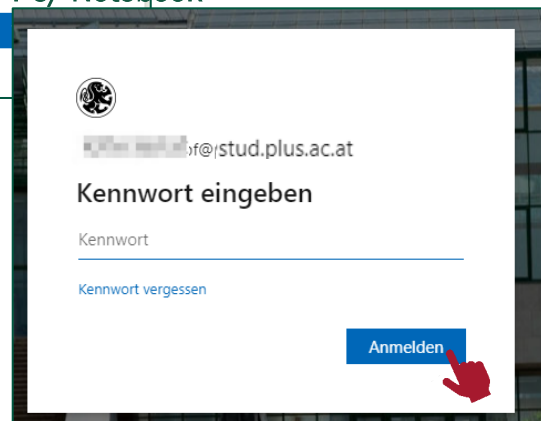 @stud.plus.ac.at
Kennwort eingeben
Kennwort
Kennwort vergessen
Anmelden